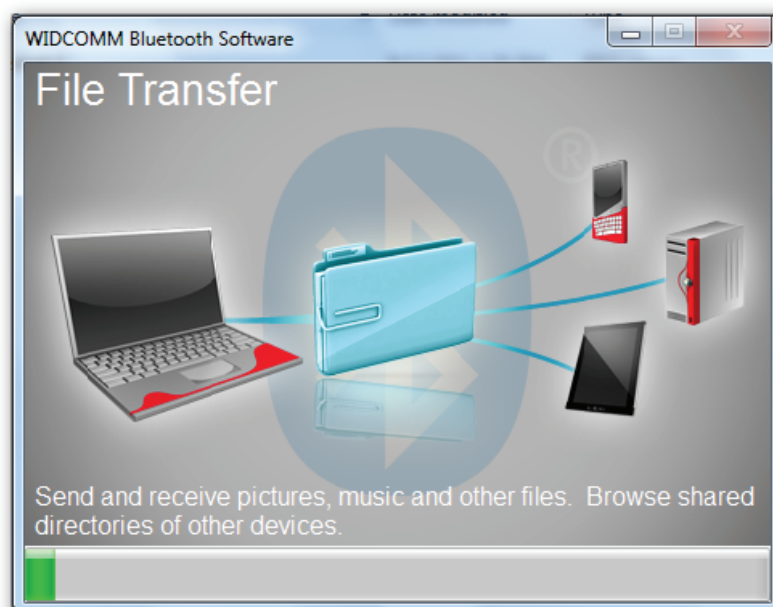 WIDCOMM Bluetooth Software
File Transfer
®
Send and receive pictures, music and other files.  Browse shared
directories of other devices.